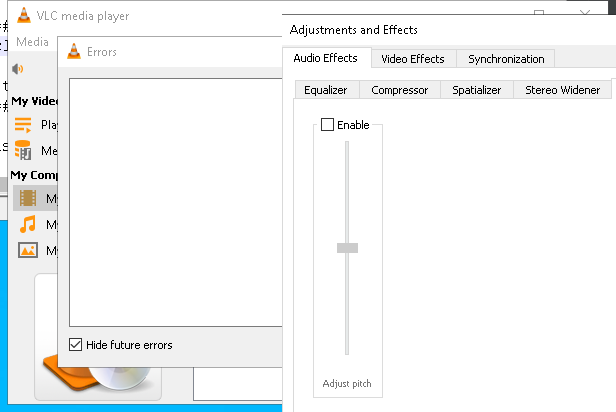 VLC media player
Media
My Vide
Play
Me
My Comp
My
My
My
Errors
Hide future errors
Adjustments and Effects
Audio Effects
Video Effects
Synchronization
Equalizer
Compressor
Spatializer
Stereo Widener
Enable
Adjust pitch